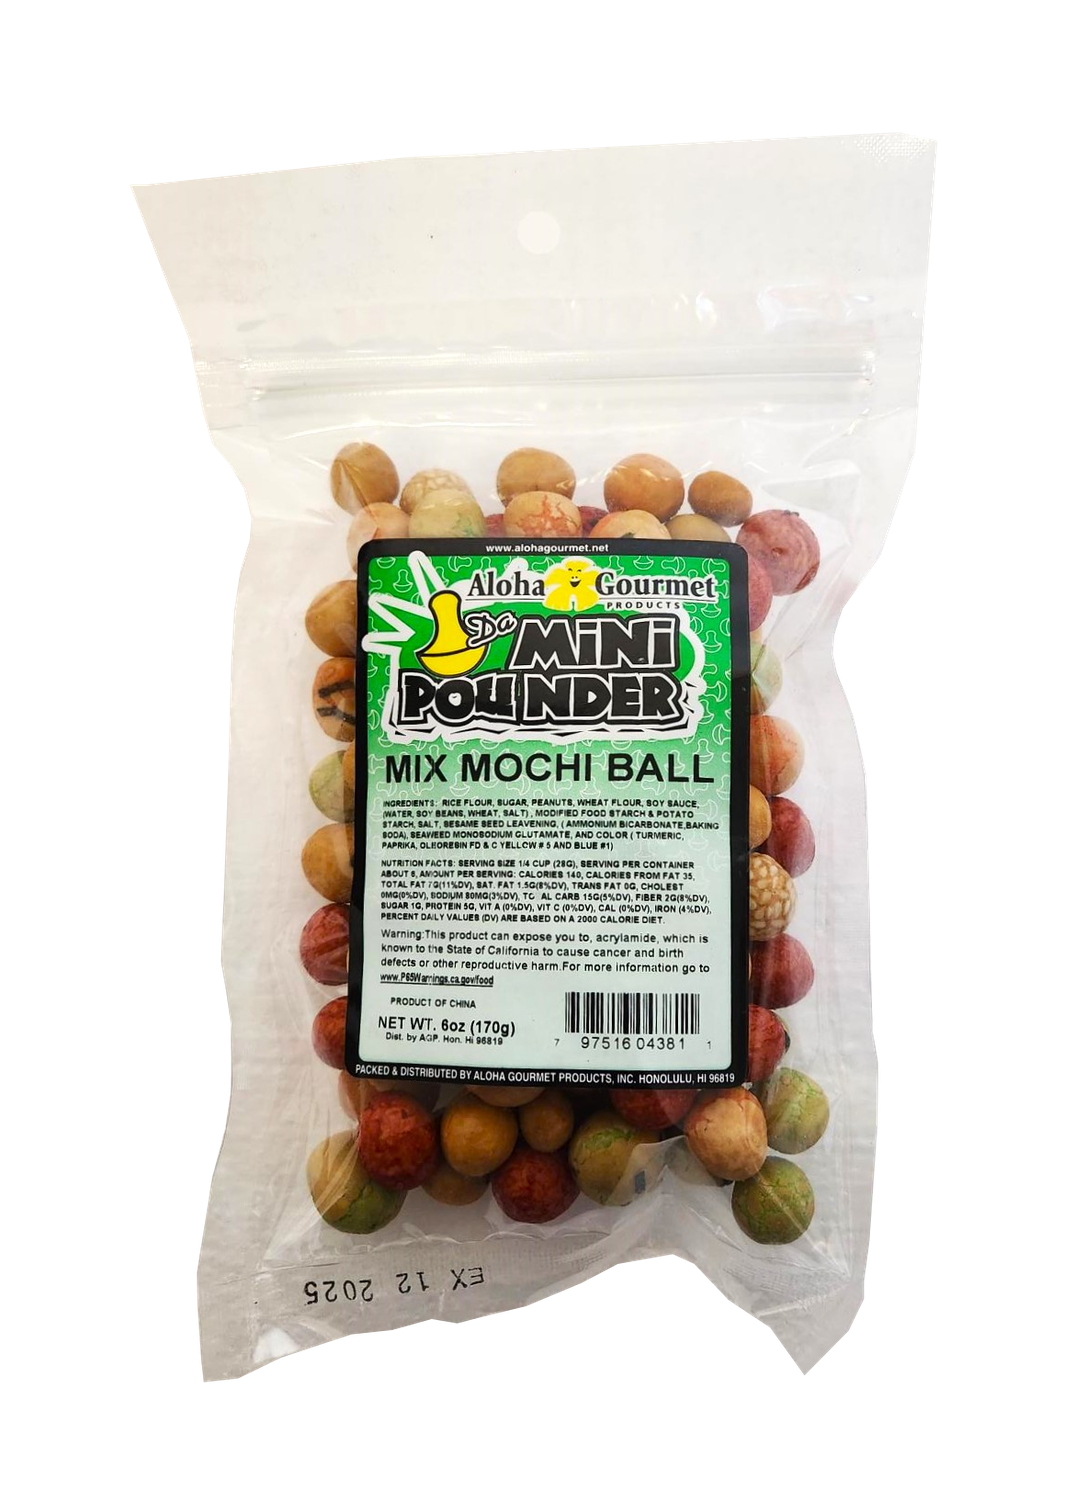 www.alohagourmet.net
Aloha Gourmet
PRODUCTS
Da MiNi
POUNDER
MIX MOCHI BALL
INGREDIENTS: RICE FLOUR, SUGAR, PEANUTS, WHEAT FLOUR, SOY SAUCE,
(WATER, SOY BEANS, WHEAT, SALT) , MODIFIED FOOD STARCH & POTATO
STARCH, SALT, SESAME SEED LEAVENING, ( AMMONIUM BICARBONATE,BAKING
SODA), SEAWEED MONOSODIUM GLUTAMATE, AND COLOR ( TURMERIC,
PAPRIKA, OLEORESIN FD & C YELLOW # 5 AND BLUE #1)
NUTRITION FACTS: SERVING SIZE 1/4 CUP (28G), SERVING PER CONTAINER
ABOUT 6, AMOUNT PER SERVING: CALORIES 140, CALORIES FROM FAT 35,
TOTAL FAT 7G(11%DV), SAT. FAT 1.5G(8%DV), TRANS FAT 0G, CHOLEST
0MG(0%DV), SODIUM 80MG(3%DV), TOTAL CARB 15G(5%DV), FIBER 2G(8%DV),
SUGAR 1G, PROTEIN 5G, VIT A (0%DV), VIT C (0%DV), CAL (0%DV), IRON (4%DV),
PERCENT DAILY VALUES (DV) ARE BASED ON A 2000 CALORIE DIET.
Warning:This product can expose you to, acrylamide, which is
known to the State of California to cause cancer and birth
defects or other reproductive harm.For more information go to
www.P65Warnings.ca.gov/food
PRODUCT OF CHINA
NET WT. 6oz (170g)
Dist. by AGP. Hon. Hi 96819
7 97516 04381 1
PACKED & DISTRIBUTED BY ALOHA GOURMET PRODUCTS, INC. HONOLULU, HI 96819
EX 12 2025